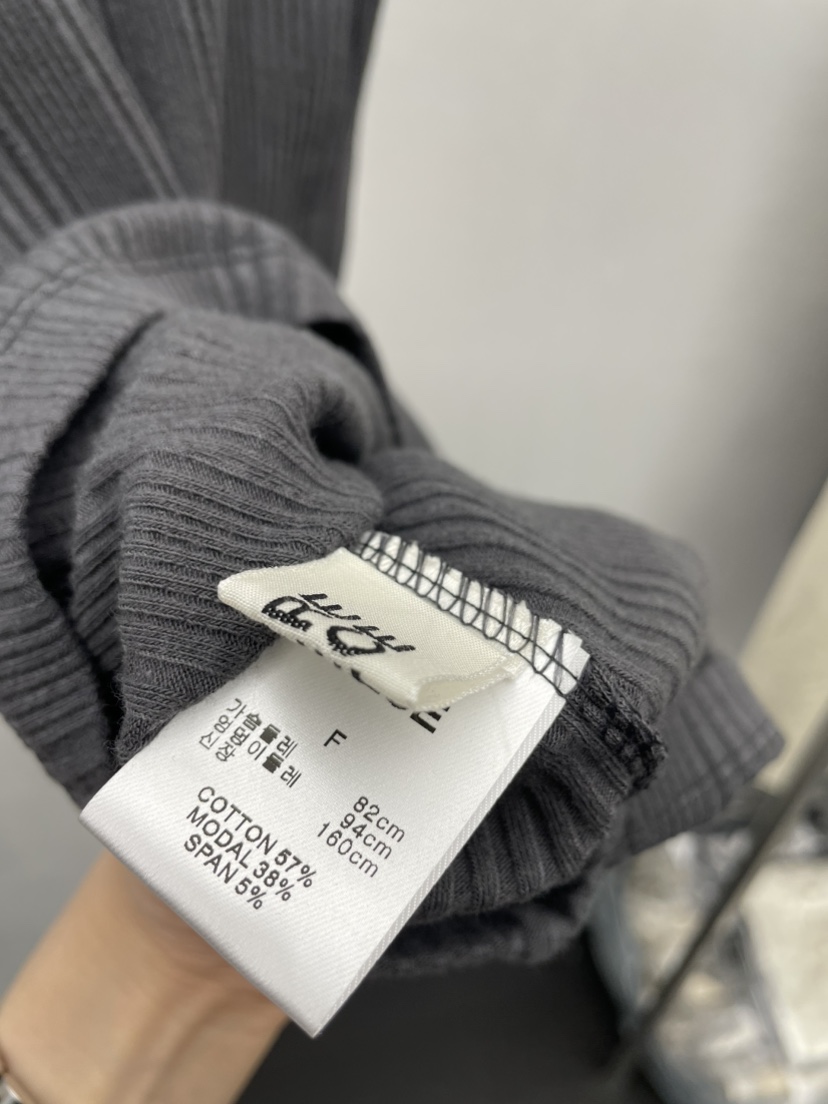 F
가슴둘레 82cm
엉덩이둘레 94cm
신장 160cm
COTTON 57%
MODAL 38%
SPAN 5%